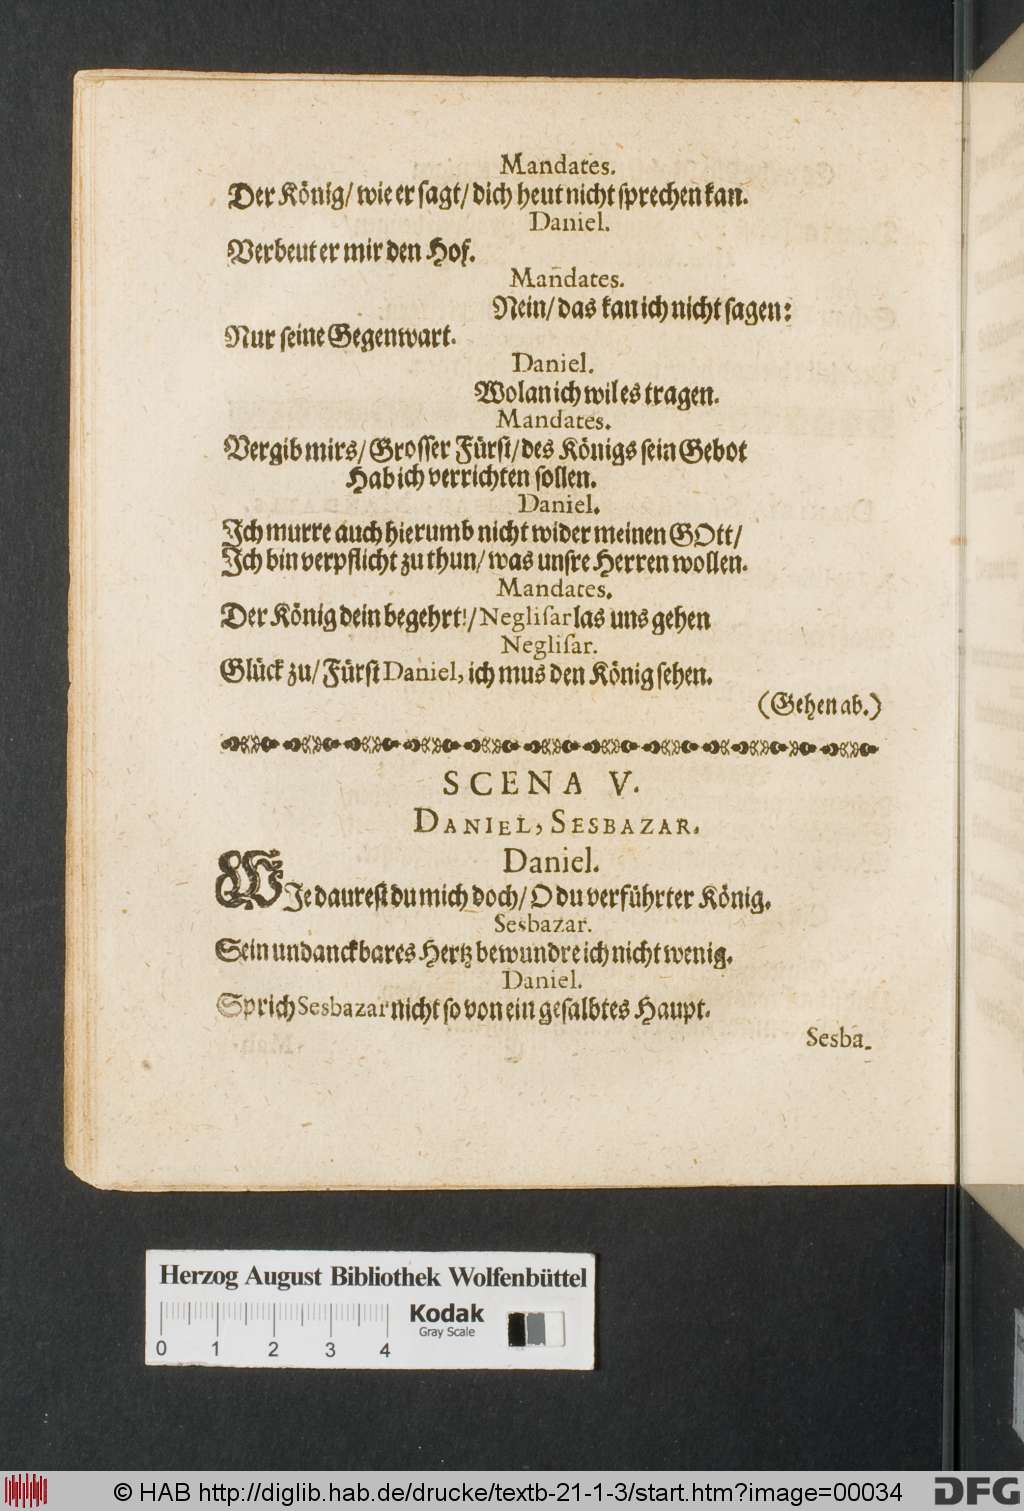 Mandates.
Der König/ wie er sagt/ dich heut nicht sprechen kan.
Daniel.
Verbeut er mir den Hof.
Mandates.
Nein/ das kan ich nicht sagen:
Nur seine Gegenwart.
Daniel.
Wolan ich wil es tragen.
Mandates.
Vergib mirs/ Grosser Fürst/ des Königs sein Gebot
Hab ich verrichten sollen.
Daniel.
Ich murre auch hierumb nicht wider meinen GOtt/
Ich bin verpflicht zu thun/ was unsre Herren wollen.
Mandates.
Der König dein begehrt!/ Neglisar las uns gehen
Neglisar.
Glück zu/ Fürst Daniel, ich mus den König sehen.
(Gehen ab.)
SCENA V.
DANIEL, SESBAZAR.
Daniel.
WIe daurest du mich doch/ O du verführter König.
Sesbazar.
Sein undanckbares Hertz bewundre ich nicht wenig.
Daniel.
Sprich Sesbazar nicht so von ein gesalbtes Haupt.
Sesba-
Herzog August Bibliothek Wolfenbüttel
Kodak
Gray Scale
0 1 2 3 4
© HAB http://diglib.hab.de/drucke/textb-21-1-3/start.htm?image=00034
DFG